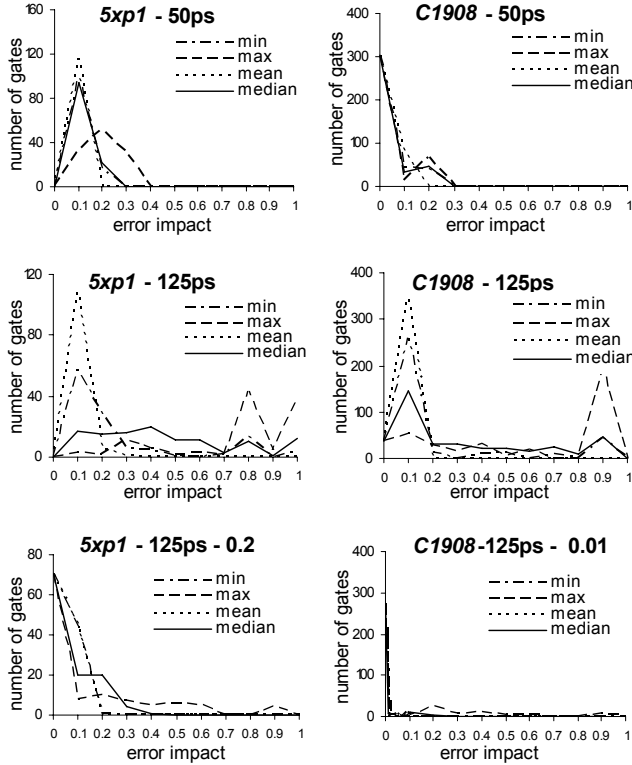 5xp1 - 50ps
160
120
80
40
0
number of gates
min
max
mean
median
0 0.1 0.2 0.3 0.4 0.5 0.6 0.7 0.8 0.9 1
error impact
C1908 - 50ps
400
300
200
100
0
number of gates
min
max
mean
median
0 0.1 0.2 0.3 0.4 0.5 0.6 0.7 0.8 0.9 1
error impact
5xp1 - 125ps
120
80
40
0
number of gates
min
max
mean
median
0 0.1 0.2 0.3 0.4 0.5 0.6 0.7 0.8 0.9 1
error impact
C1908 - 125ps
400
300
200
100
0
number of gates
min
max
mean
median
0 0.1 0.2 0.3 0.4 0.5 0.6 0.7 0.8 0.9 1
error impact
5xp1 - 125ps - 0.2
80
60
40
20
0
number of gates
min
max
mean
median
0 0.1 0.2 0.3 0.4 0.5 0.6 0.7 0.8 0.9 1
error impact
C1908-125ps - 0.01
400
300
200
100
0
number of gates
min
max
mean
median
0 0.1 0.2 0.3 0.4 0.5 0.6 0.7 0.8 0.9 1
error impact